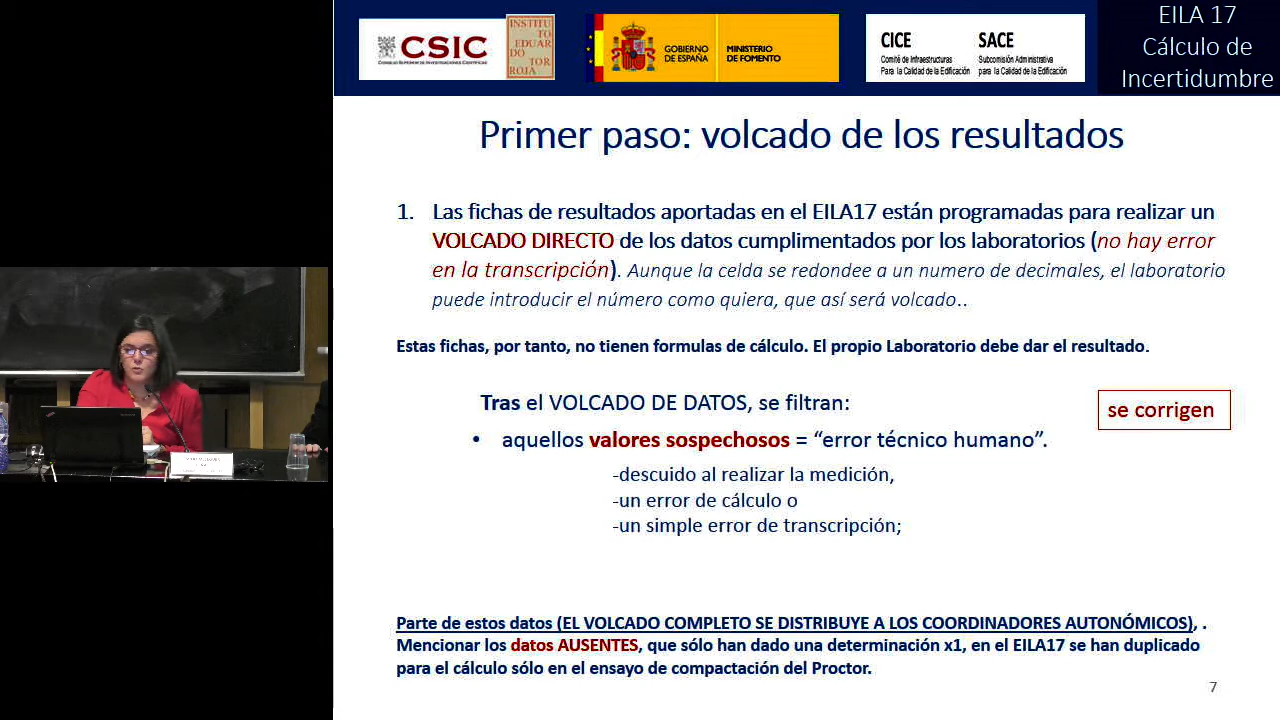 CSIC
CONSEJO SUPERIOR DE INVESTIGACIONES CIENTÍFICAS
INSTITU
TO
EDUAR
DO
TOR
ROJA
GOBIERNO
DE ESPAÑA
MINISTERIO
DE FOMENTO
CICE
Comité de Infraestructuras
Para la Calidad de la Edificación
SACE
Subcomisión Administrativa
para la Calidad de la Edificación
EILA 17
Cálculo de
Incertidumbre
Primer paso: volcado de los resultados
1. Las fichas de resultados aportadas en el EILA17 están programadas para realizar un
VOLCADO DIRECTO de los datos cumplimentados por los laboratorios (no hay error
en la transcripción). Aunque la celda se redondee a un numero de decimales, el laboratorio
puede introducir el número como quiera, que así será volcado..
Estas fichas, por tanto, no tienen formulas de cálculo. El propio Laboratorio debe dar el resultado.
Tras el VOLCADO DE DATOS, se filtran:
se corrigen
• aquellos valores sospechosos = “error técnico humano”.
-descuido al realizar la medición,
-un error de cálculo o
-un simple error de transcripción;
Parte de estos datos (EL VOLCADO COMPLETO SE DISTRIBUYE A LOS COORDINADORES AUTONÓMICOS), .
Mencionar los datos AUSENTES, que sólo han dado una determinación x1, en el EILA17 se han duplicado
para el cálculo sólo en el ensayo de compactación del Proctor.
7